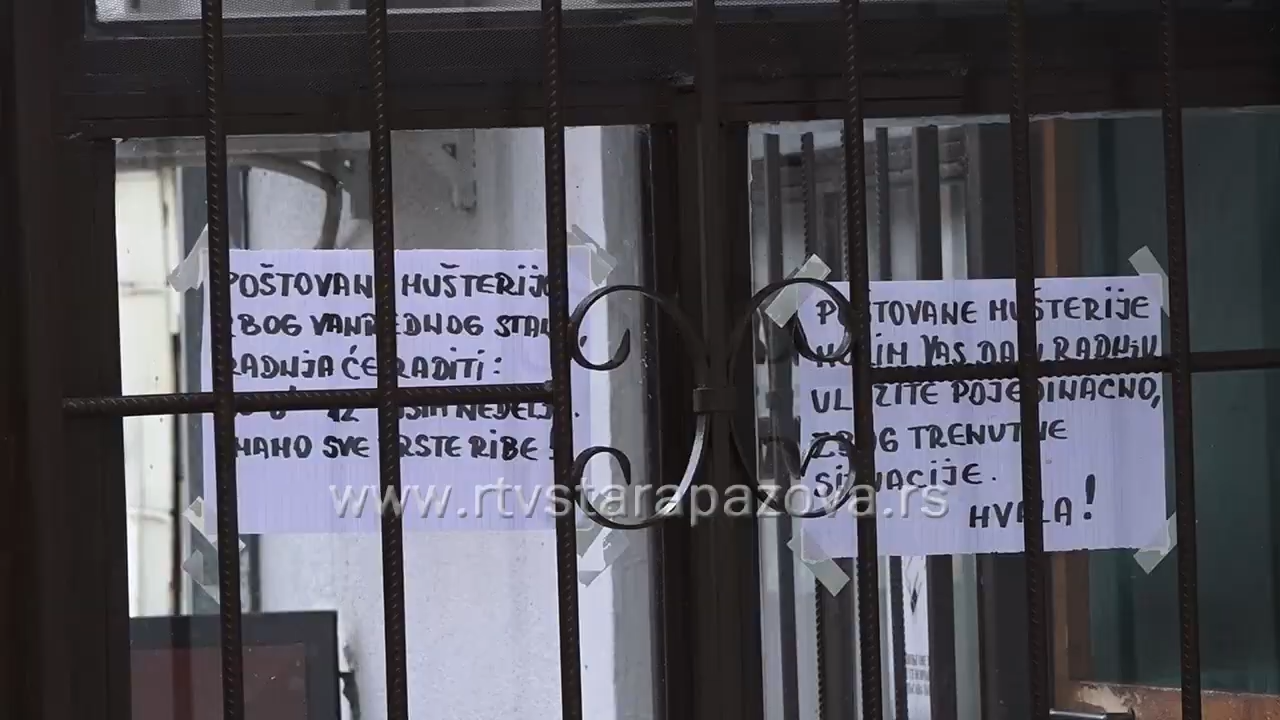 POŠTOVANE MUŠTERIJE
ZBOG VANREDNOG STANJA,
RADNJA ĆE RADITI:
NEDELJE.
IMAMO SVE VRSTE RIBE!
POŠTOVANE MUŠTERIJE
MOLIM VAS DA U RADNJU
ULAZITE POJEDINAČNO,
ZBOG TRENUTNE
SITUACIJE.
HVALA!
www.rtvstarapazova.rs